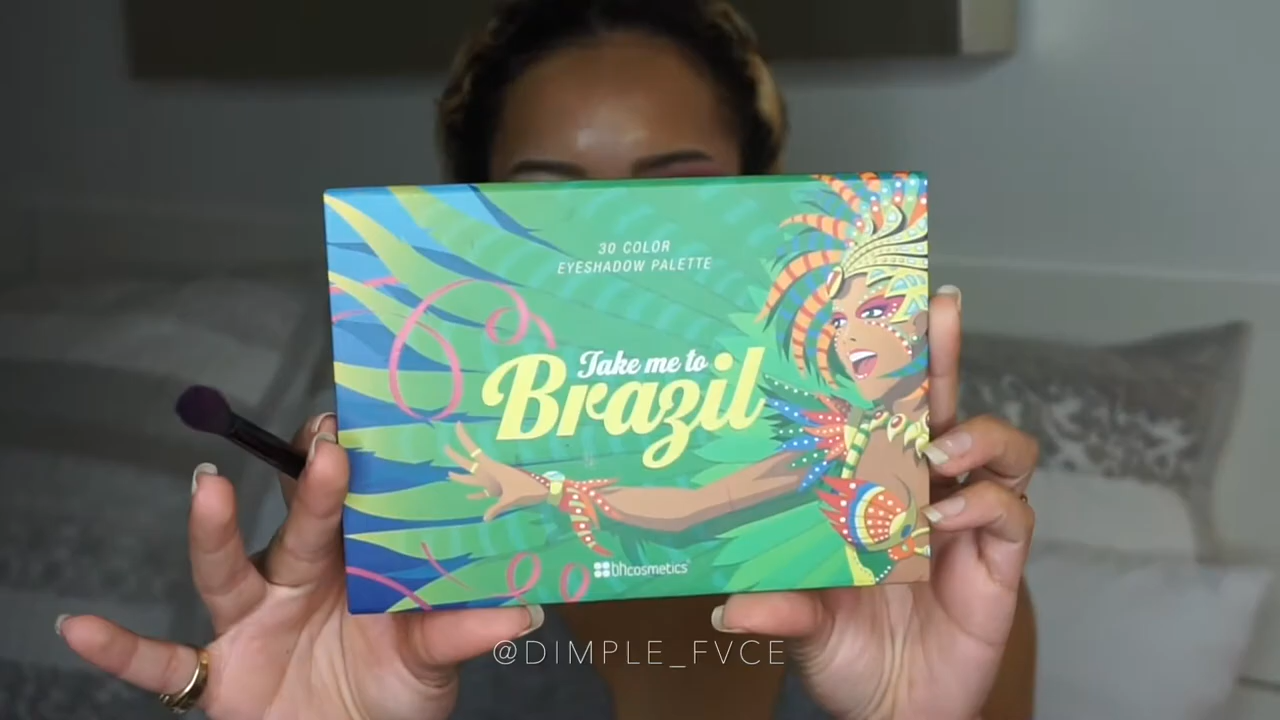 30 COLOR
EYESHADOW PALETTE
Take me to
Brazil
bhcosmetics
@DIMPLE_FVCE